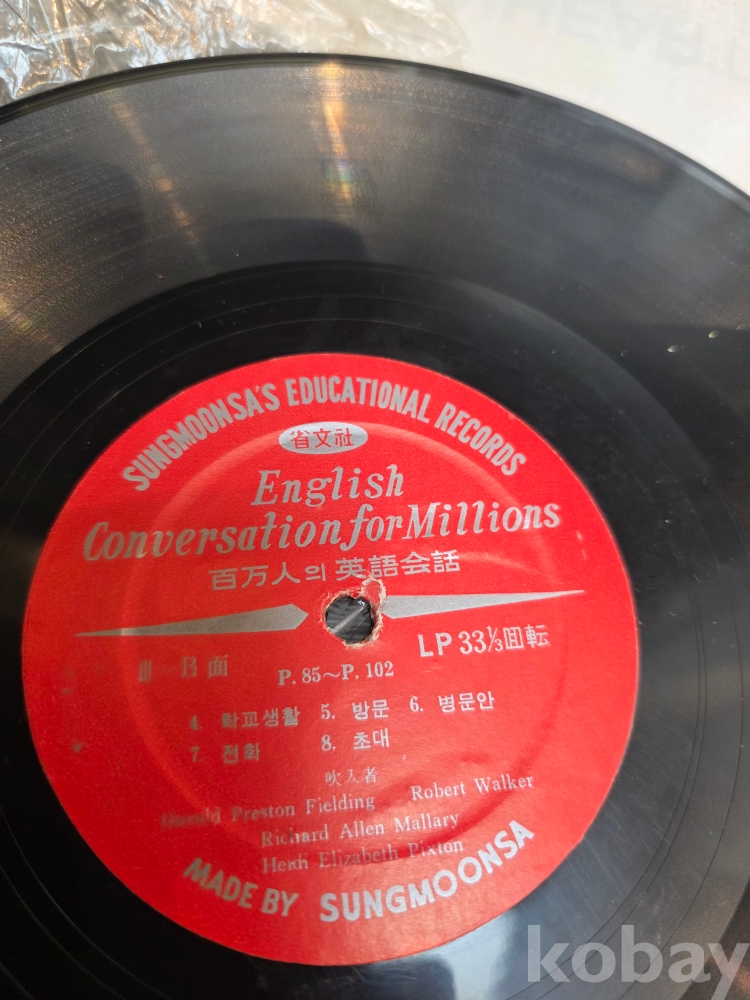 SUNGMOONSA'S EDUCATIONAL RECORDS
省文社
English
Conversation for Millions
百万人의 英語会話
LP 33⅓回転
B面
P. 85～P. 102
4. 학교생활 5. 방문 6. 병문안
7. 전화 8. 초대
吹入者
Harold Preston Fielding Robert Walker
Richard Allen Mallary
Heidi Elizabeth Pixton
MADE BY SUNGMOONSA
kobay